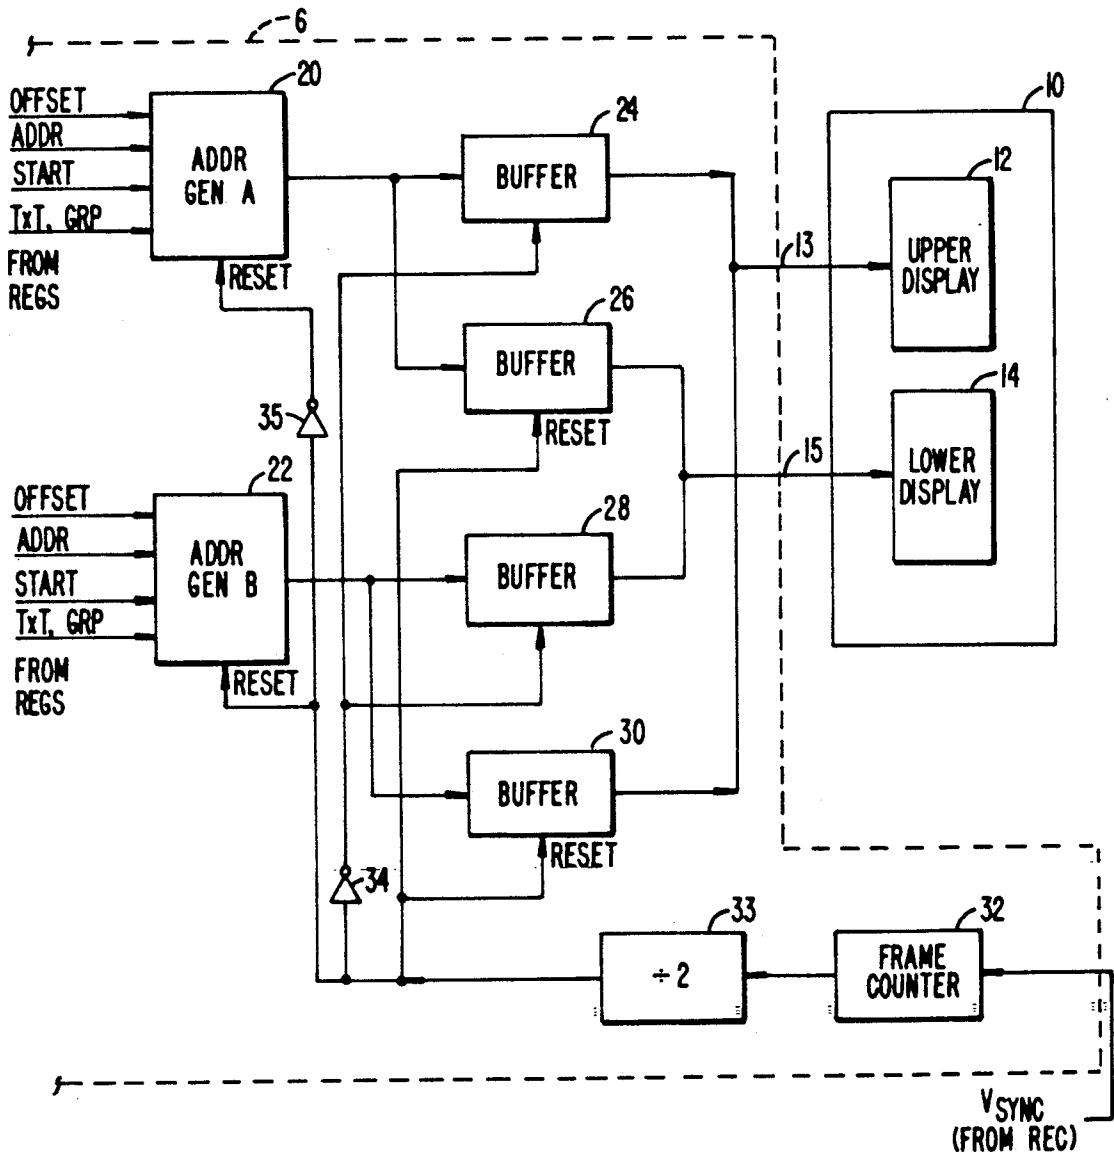 6
20
OFFSET
ADDR
START
TxT, GRP
FROM
REGS
ADDR
GEN A
RESET
24
BUFFER
10
12
UPPER
DISPLAY
13
26
BUFFER
RESET
14
LOWER
DISPLAY
15
35
22
OFFSET
ADDR
START
TxT, GRP
FROM
REGS
ADDR
GEN B
RESET
28
BUFFER
30
BUFFER
RESET
34
33
÷ 2
32
FRAME
COUNTER
VSYNC
(FROM REC)